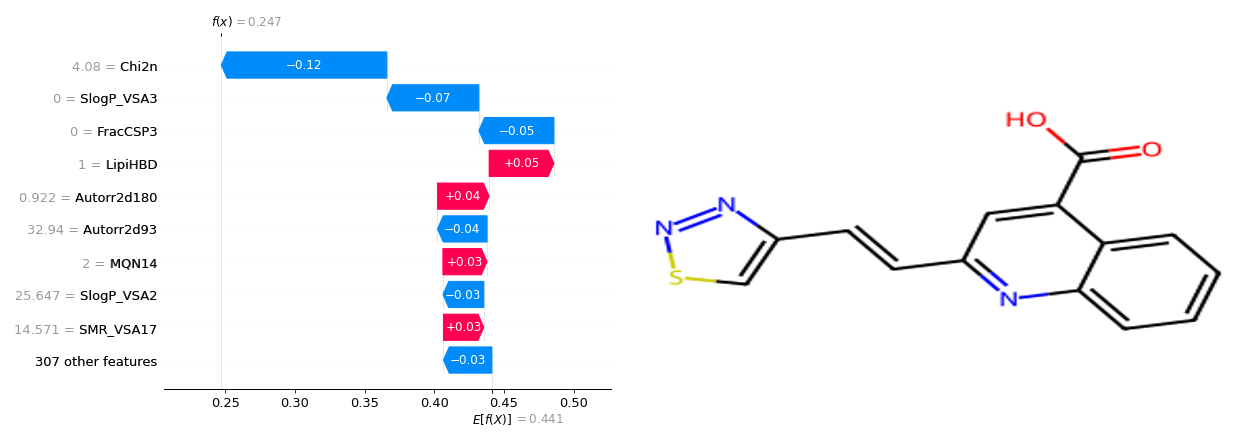 f(x) = 0.247
4.08 = Chi2n
−0.12
0 = SlogP_VSA3
−0.07
0 = FracCSP3
−0.05
1 = LipiHBD
+0.05
0.922 = Autorr2d180
+0.04
32.94 = Autorr2d93
−0.04
2 = MQN14
+0.03
25.647 = SlogP_VSA2
−0.03
14.571 = SMR_VSA17
+0.03
307 other features
−0.03
0.25 0.30 0.35 0.40 0.45 0.50
E[f(X)] = 0.441
HO
O
N
N
S
N